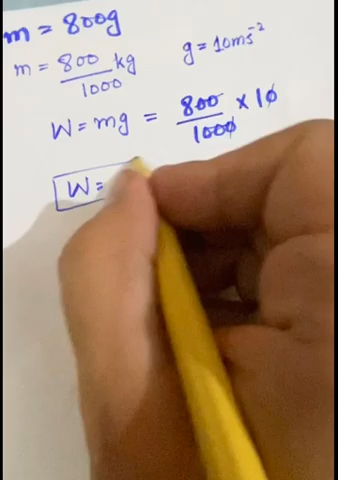 m = 800g
m = 800/1000 kg g = 10ms⁻²
W = mg = 800/1000 × 10
W =